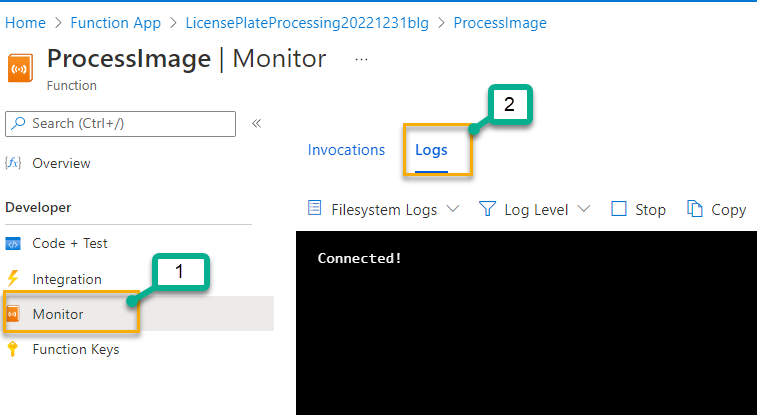 Home > Function App > LicensePlateProcessing20221231blg > ProcessImage
ProcessImage | Monitor ...
Function
Search (Ctrl+/) «
2
Invocations Logs
{fx} Overview
Developer
Filesystem Logs Log Level Stop Copy
Code + Test
Connected!
1
Integration
Monitor
Function Keys